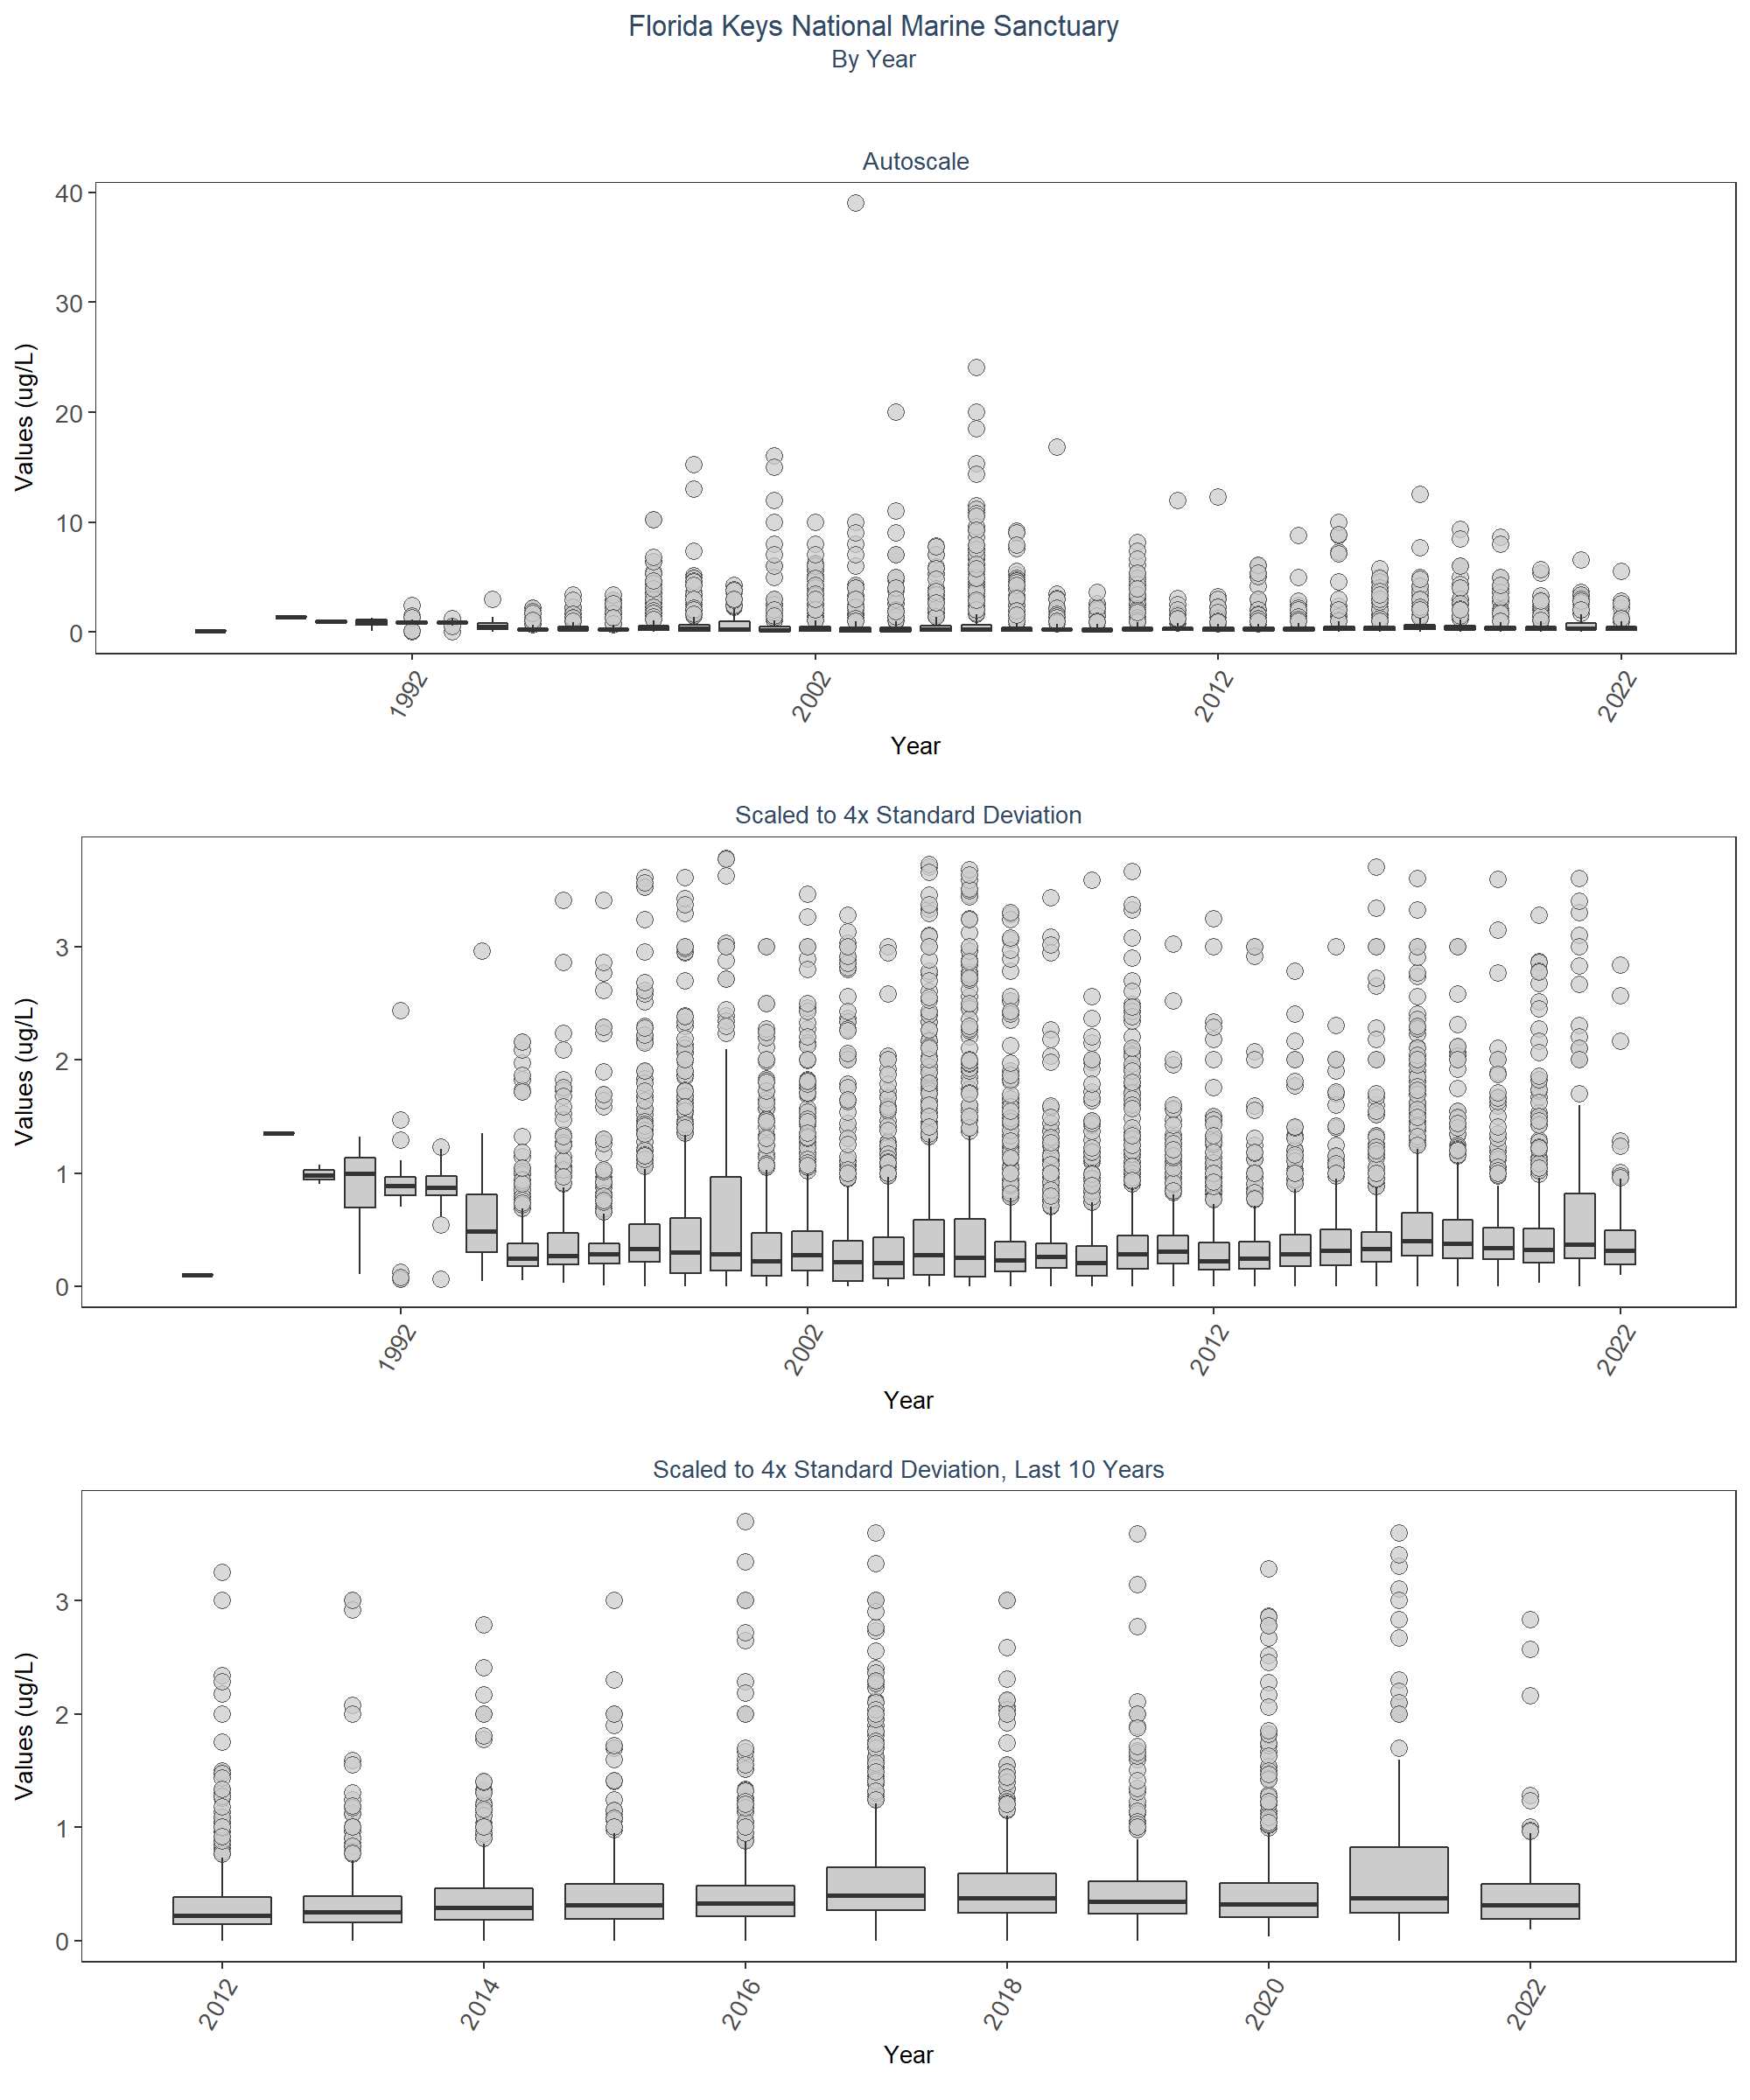 Florida Keys National Marine Sanctuary
By Year
Autoscale
Values (ug/L)
40
30
20
10
0
1992 2002 2012 2022
Year
Scaled to 4x Standard Deviation
Values (ug/L)
3
2
1
0
1992 2002 2012 2022
Year
Scaled to 4x Standard Deviation, Last 10 Years
Values (ug/L)
3
2
1
0
2012 2014 2016 2018 2020 2022
Year